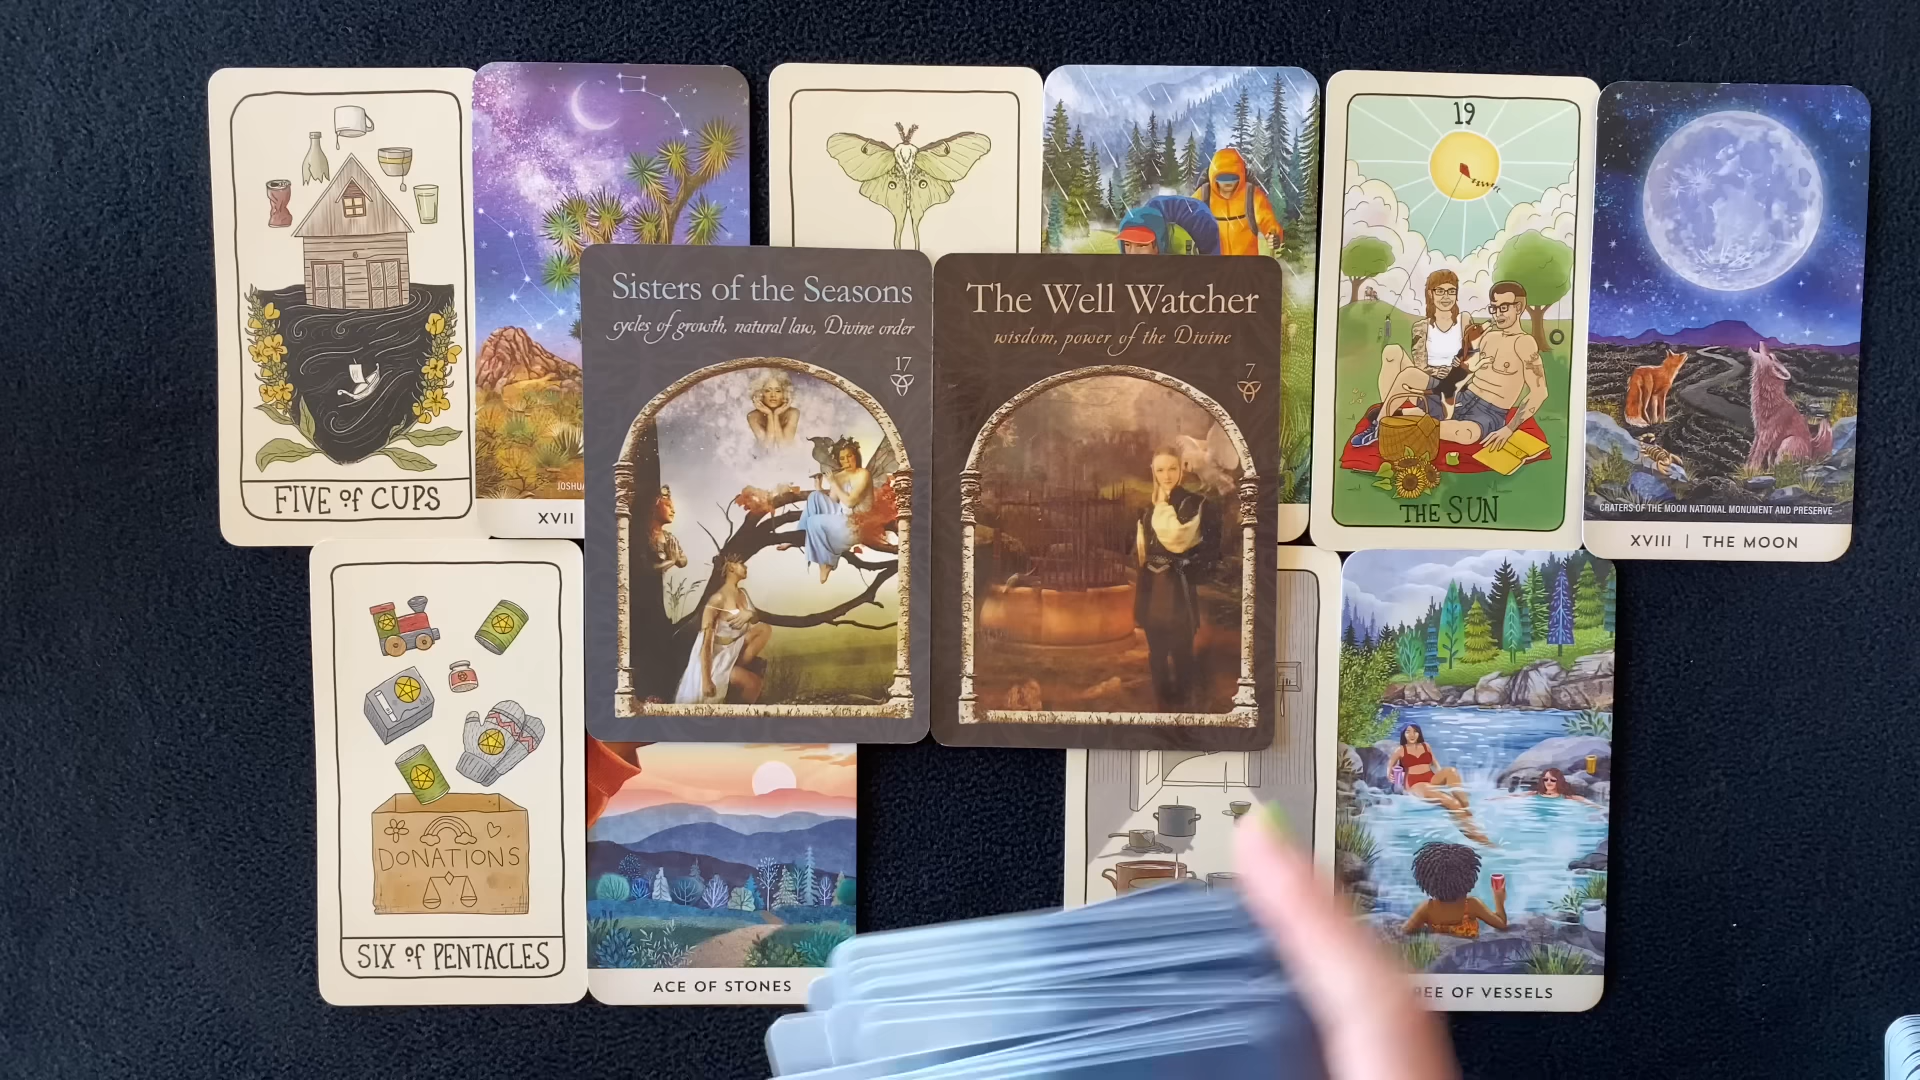 FIVE of CUPS
JOSHU
XVII
19
THE SUN
CRATERS OF THE MOON NATIONAL MONUMENT AND PRESERVE
XVIII | THE MOON
Sisters of the Seasons
cycles of growth, natural law, Divine order
17
The Well Watcher
wisdom, power of the Divine
7
DONATIONS
SIX of PENTACLES
ACE OF STONES
REE OF VESSELS